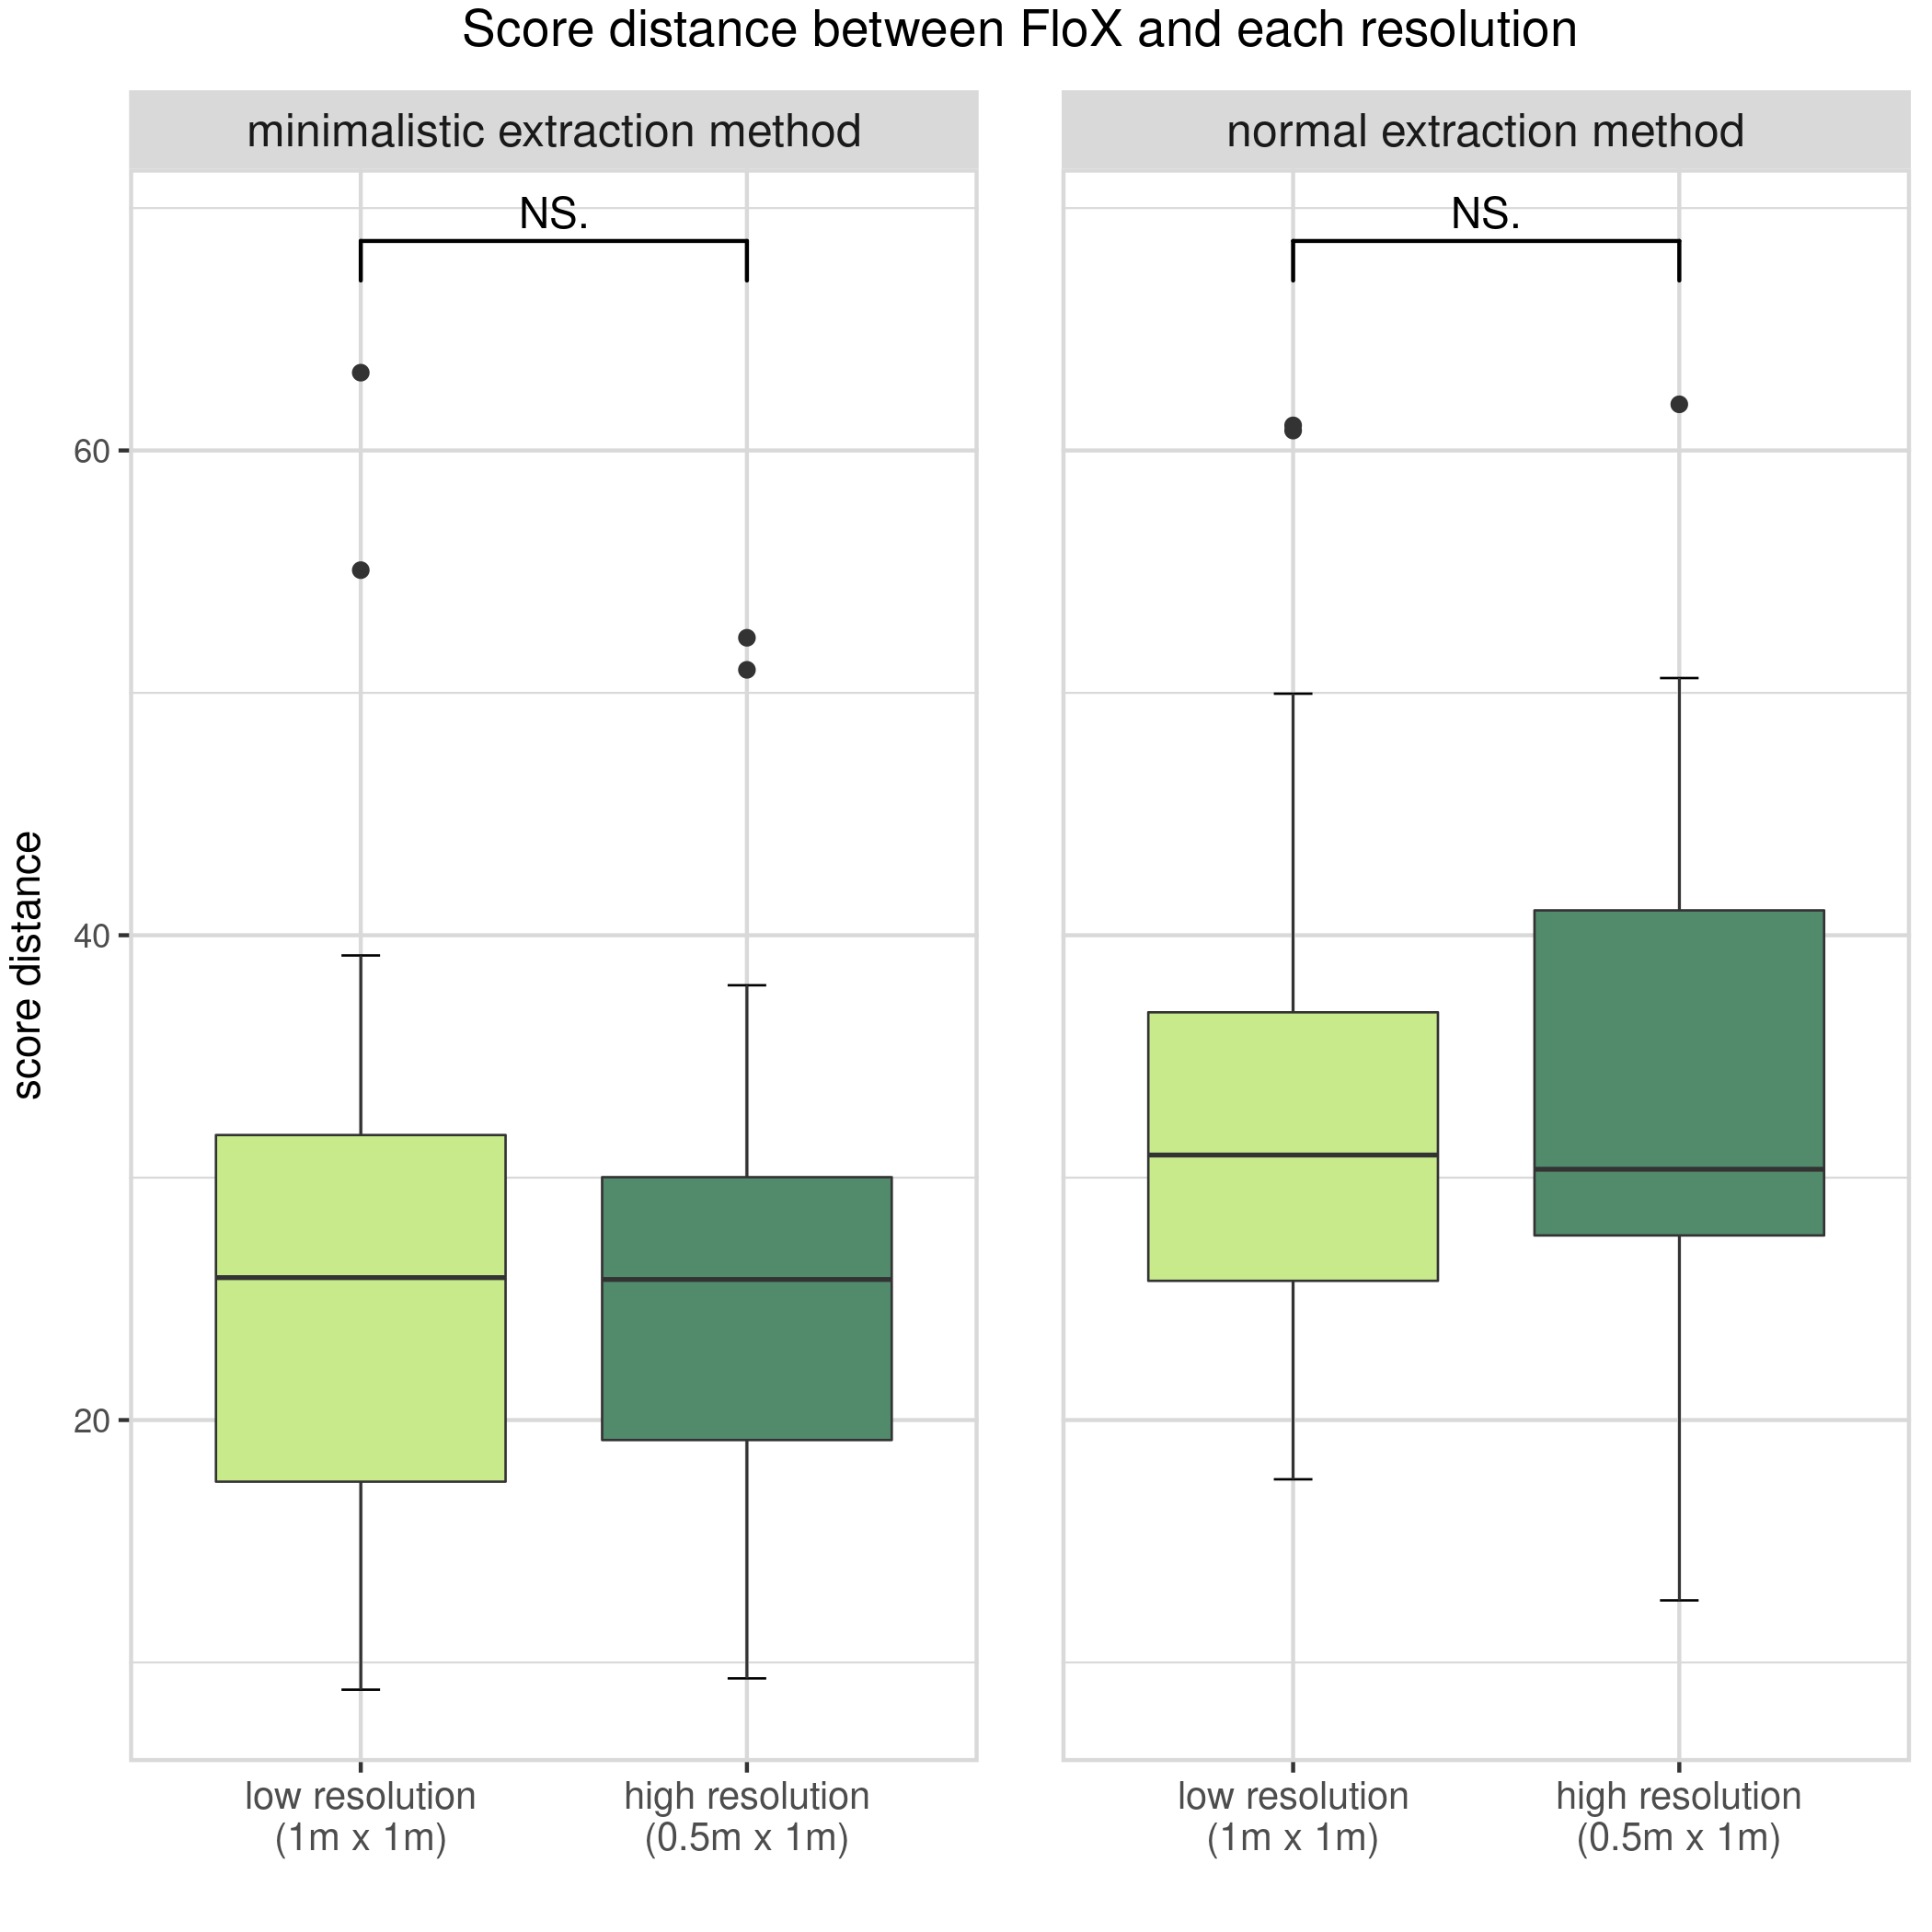 Score distance between FloX and each resolution
minimalistic extraction method
normal extraction method
NS.
NS.
score distance
60
40
20
low resolution
(1m x 1m)
high resolution
(0.5m x 1m)
low resolution
(1m x 1m)
high resolution
(0.5m x 1m)